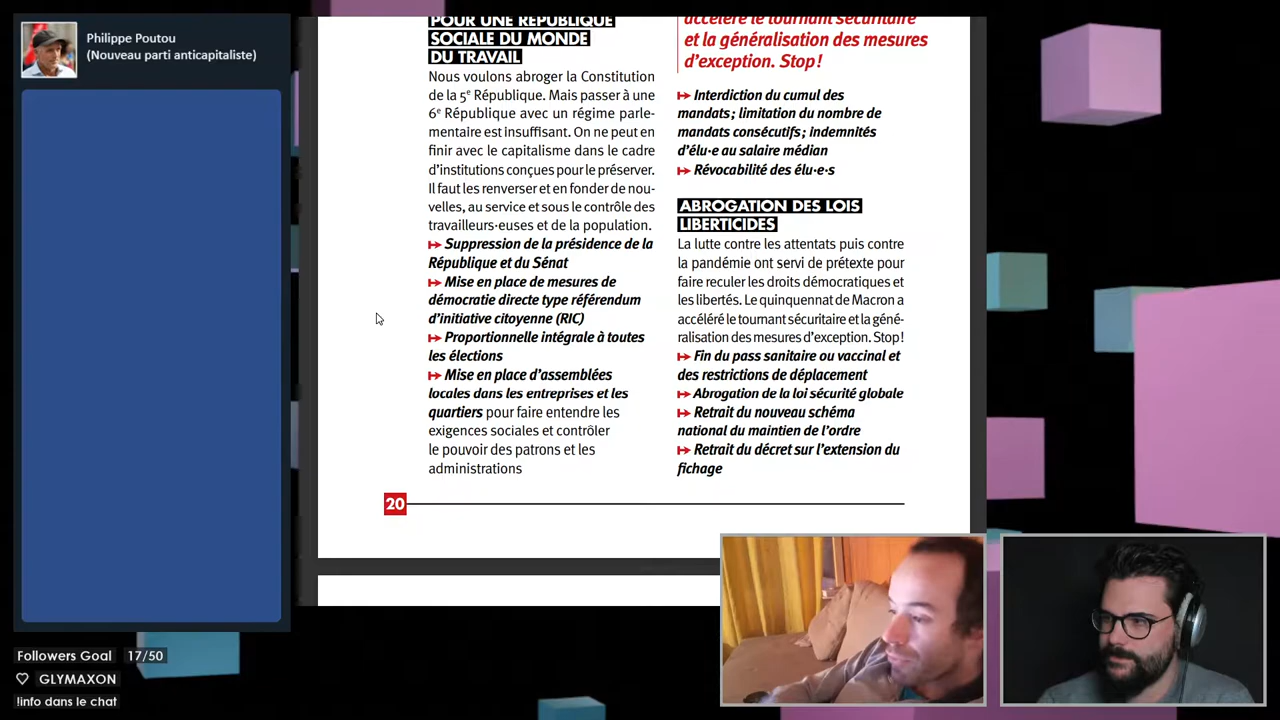 Philippe Poutou
(Nouveau parti anticapitaliste)
POUR UNE RÉPUBLIQUE
SOCIALE DU MONDE
DU TRAVAIL
Nous voulons abroger la Constitution
de la 5e République. Mais passer à une
6e République avec un régime parle-
mentaire est insuffisant. On ne peut en
finir avec le capitalisme dans le cadre
d’institutions conçues pour le préserver.
Il faut les renverser et en fonder de nou-
velles, au service et sous le contrôle des
travailleurs·euses et de la population.
↦ Suppression de la présidence de la
République et du Sénat
↦ Mise en place de mesures de
démocratie directe type référendum
d’initiative citoyenne (RIC)
↦ Proportionnelle intégrale à toutes
les élections
↦ Mise en place d’assemblées
locales dans les entreprises et les
quartiers pour faire entendre les
exigences sociales et contrôler
le pouvoir des patrons et les
administrations
accéléré le tournant sécuritaire
et la généralisation des mesures
d’exception. Stop !
↦ Interdiction du cumul des
mandats ; limitation du nombre de
mandats consécutifs ; indemnités
d’élu·e au salaire médian
↦ Révocabilité des élu·e·s
ABROGATION DES LOIS
LIBERTICIDES
La lutte contre les attentats puis contre
la pandémie ont servi de prétexte pour
faire reculer les droits démocratiques et
les libertés. Le quinquennat de Macron a
accéléré le tournant sécuritaire et la géné-
ralisation des mesures d’exception. Stop !
↦ Fin du pass sanitaire ou vaccinal et
des restrictions de déplacement
↦ Abrogation de la loi sécurité globale
↦ Retrait du nouveau schéma
national du maintien de l’ordre
↦ Retrait du décret sur l’extension du
fichage
20
Followers Goal 17/50
GLYMAXON
!info dans le chat